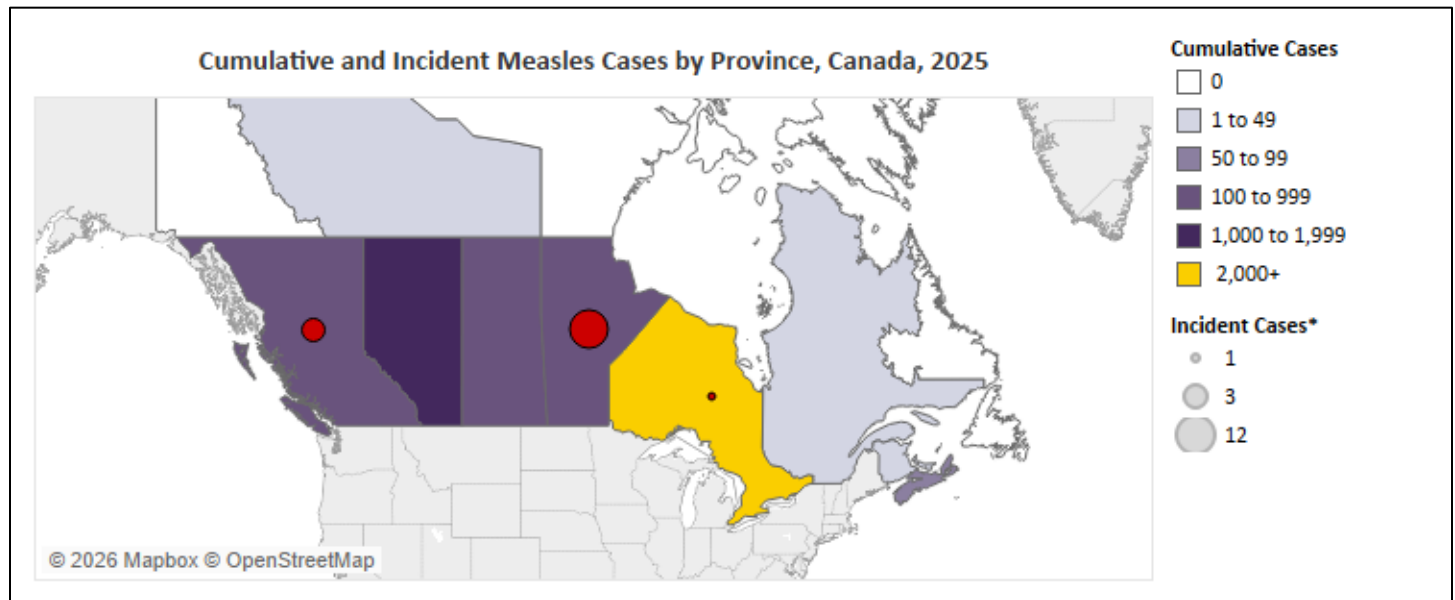 Cumulative and Incident Measles Cases by Province, Canada, 2025
Cumulative Cases
0
1 to 49
50 to 99
100 to 999
1,000 to 1,999
2,000+
Incident Cases*
1
3
12
© 2026 Mapbox © OpenStreetMap